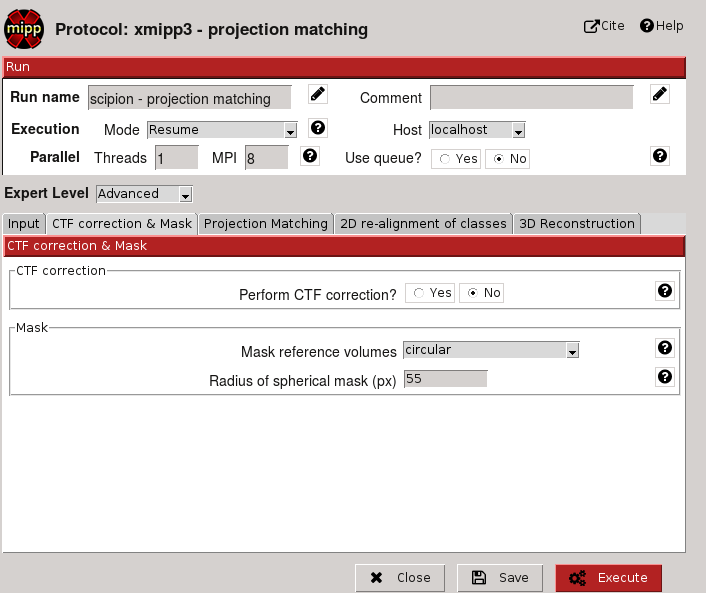 mipp Protocol: xmipp3 - projection matching Cite Help
Run
Run name scipion - projection matching Comment
Execution Mode Resume Host localhost
Parallel Threads 1 MPI 8 Use queue? Yes No
Expert Level Advanced
Input CTF correction & Mask Projection Matching 2D re-alignment of classes 3D Reconstruction
CTF correction & Mask
CTF correction
Perform CTF correction? Yes No
Mask
Mask reference volumes circular
Radius of spherical mask (px) 55
Close Save Execute